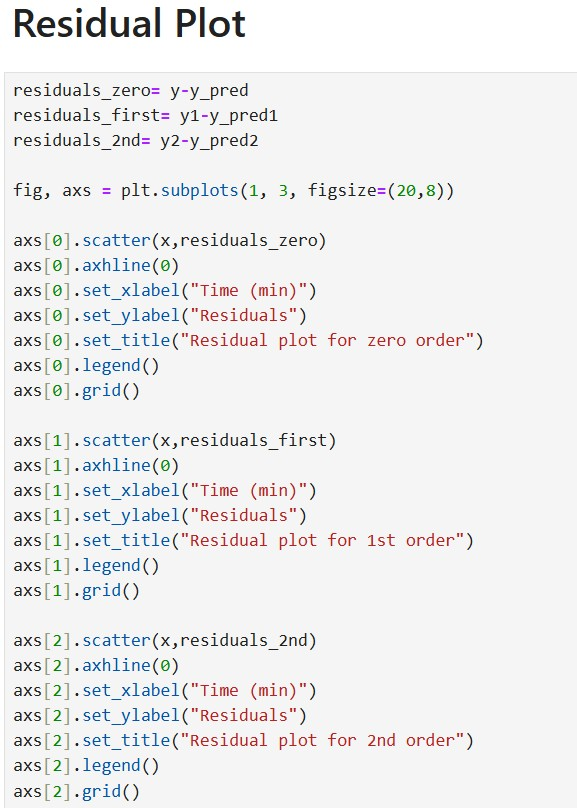 Residual Plot
residuals_zero= y-y_pred
residuals_first= y1-y_pred1
residuals_2nd= y2-y_pred2
fig, axs = plt.subplots(1, 3, figsize=(20,8))
axs[0].scatter(x,residuals_zero)
axs[0].axhline(0)
axs[0].set_xlabel("Time (min)")
axs[0].set_ylabel("Residuals")
axs[0].set_title("Residual plot for zero order")
axs[0].legend()
axs[0].grid()
axs[1].scatter(x,residuals_first)
axs[1].axhline(0)
axs[1].set_xlabel("Time (min)")
axs[1].set_ylabel("Residuals")
axs[1].set_title("Residual plot for 1st order")
axs[1].legend()
axs[1].grid()
axs[2].scatter(x,residuals_2nd)
axs[2].axhline(0)
axs[2].set_xlabel("Time (min)")
axs[2].set_ylabel("Residuals")
axs[2].set_title("Residual plot for 2nd order")
axs[2].legend()
axs[2].grid()